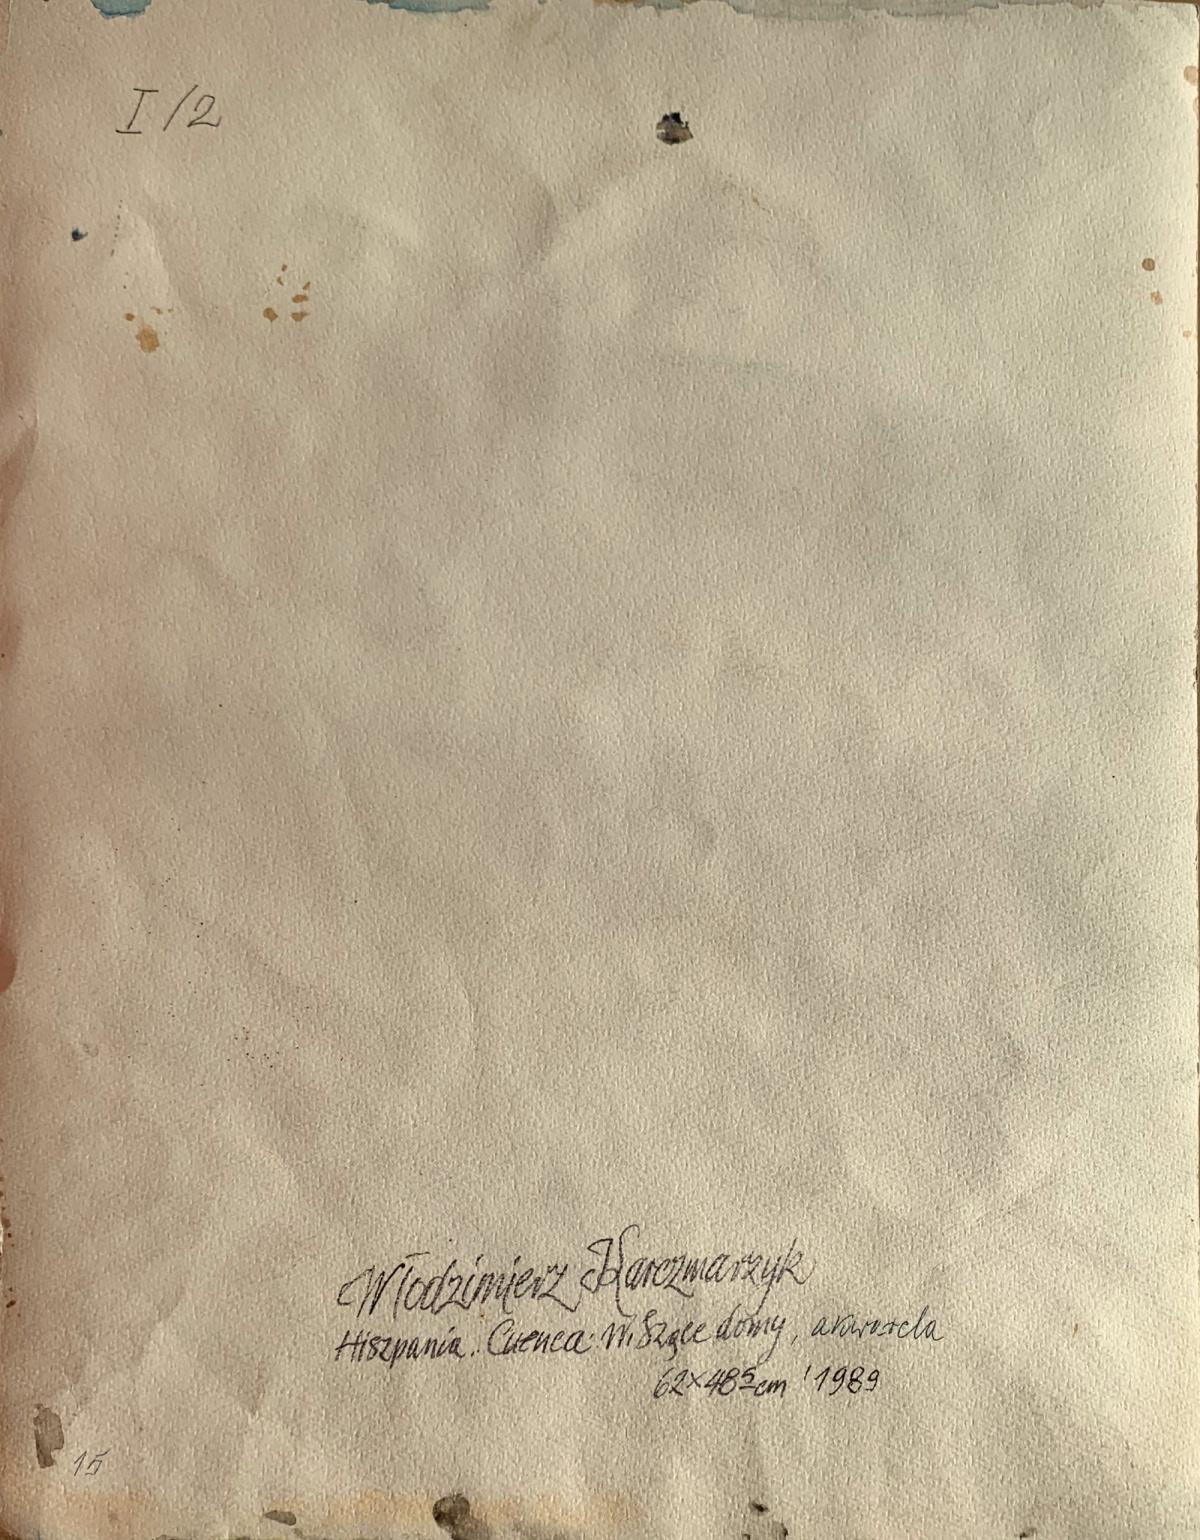 I/2
Włodzimierz Karczmarzyk
Hiszpania. Cuenca: Wiszące domy, akwarela
62×48⁵cm '1989
15